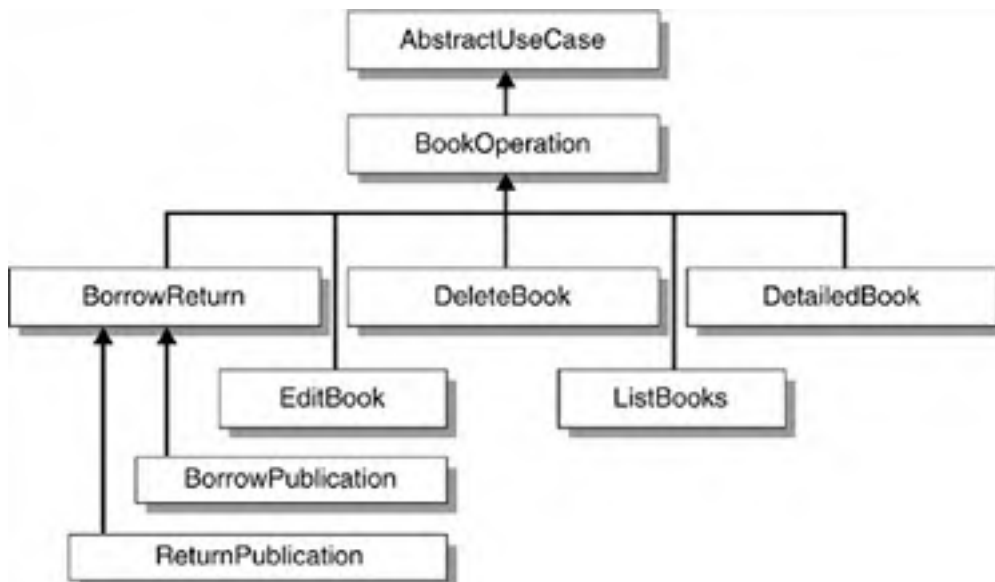 AbstractUseCase
BookOperation
BorrowReturn
DeleteBook
DetailedBook
EditBook
ListBooks
BorrowPublication
ReturnPublication